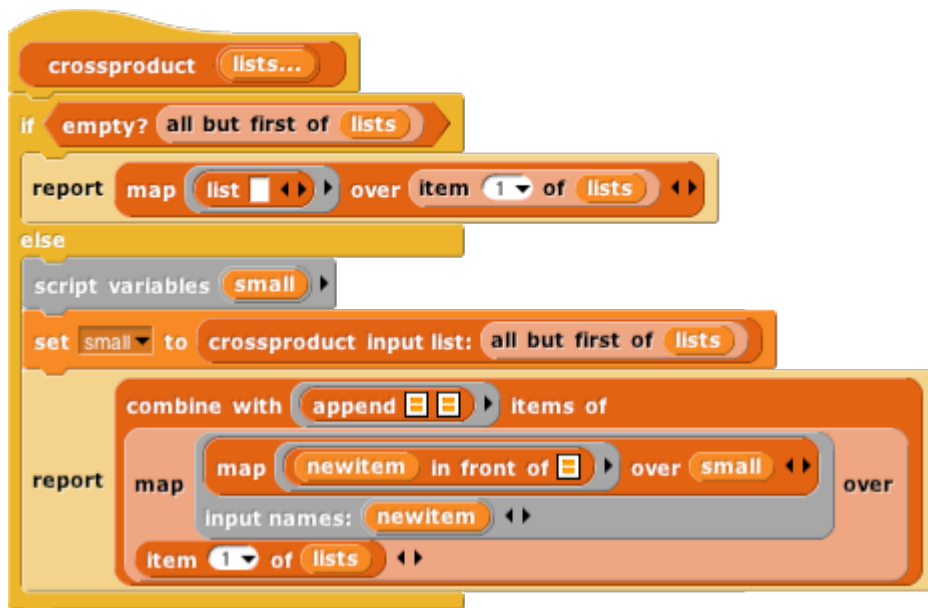 crossproduct lists...
if empty? all but first of lists
report map list over item 1 of lists
else
script variables small
set small to crossproduct input list: all but first of lists
combine with append items of
map newitem in front of over small
report map over
input names: newitem
item 1 of lists